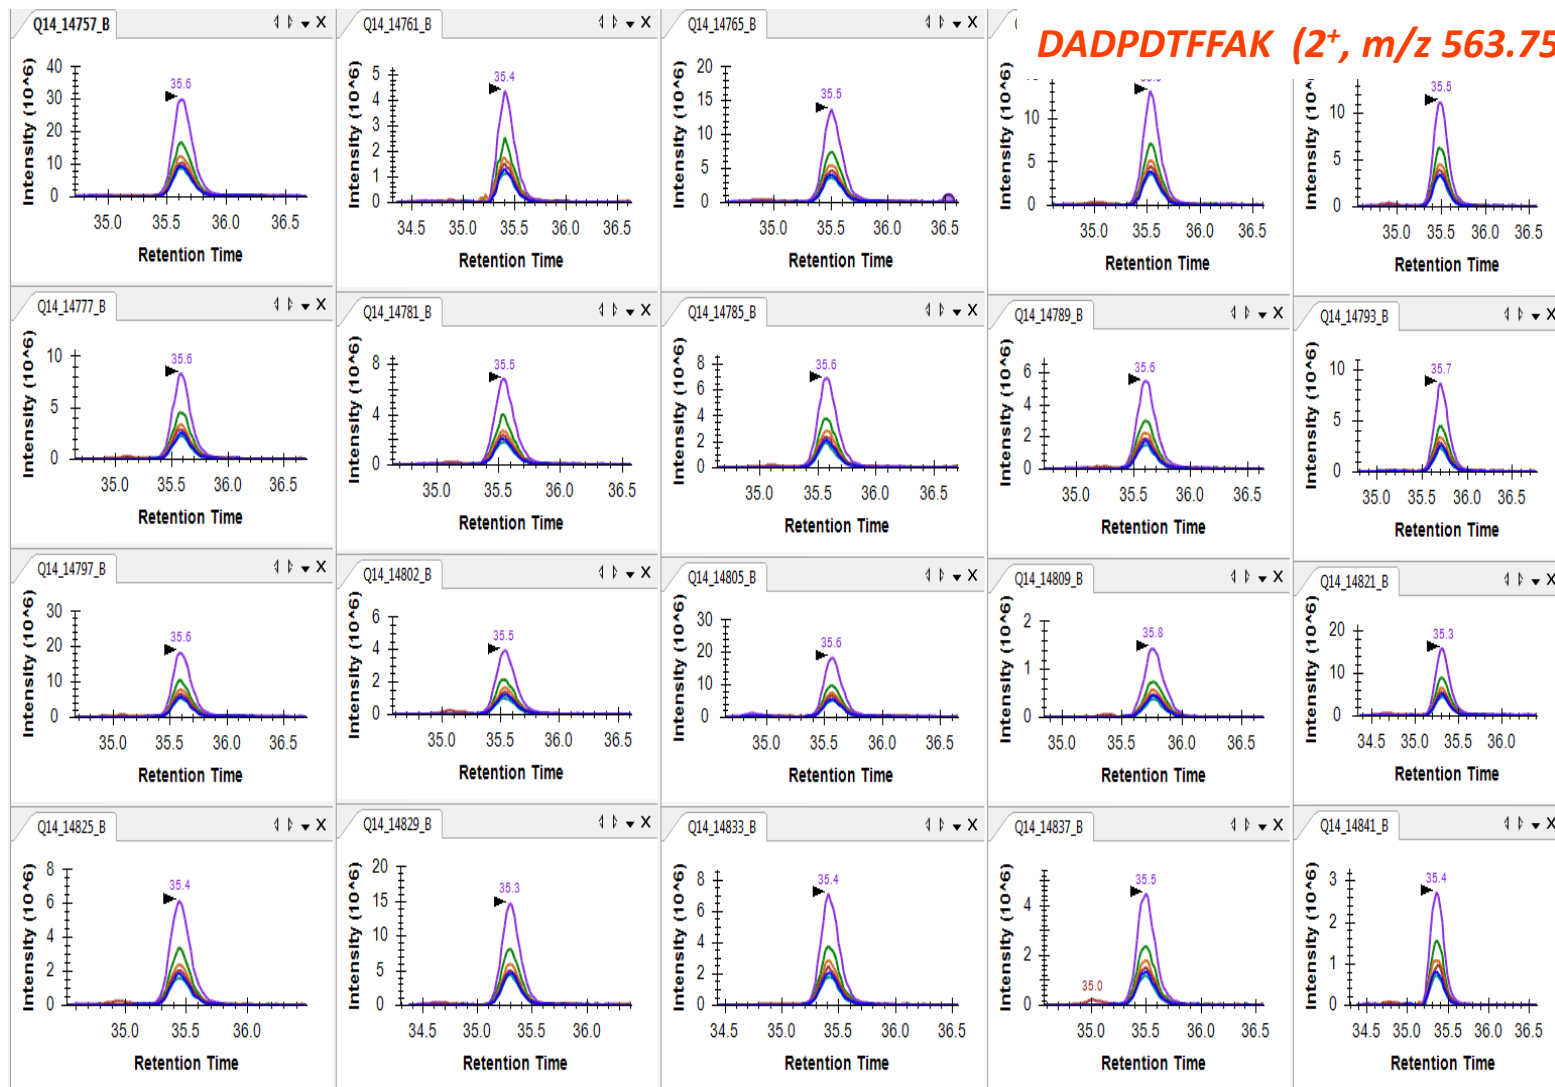 DADPDTFFAK (2+, m/z 563.75
Q14_14757_B
Intensity (10^6)
40
30
20
10
0
35.6
35.0 35.5 36.0 36.5
Retention Time
Q14_14761_B
Intensity (10^6)
5
4
3
2
1
0
35.4
34.5 35.0 35.5 36.0 36.5
Retention Time
Q14_14765_B
Intensity (10^6)
20
15
10
5
0
35.5
35.0 35.5 36.0 36.5
Retention Time
Intensity (10^6)
10
5
0
35.0 35.5 36.0 36.5
Retention Time
Intensity (10^6)
10
5
0
35.5
35.0 35.5 36.0 36.5
Retention Time
Q14_14777_B
Intensity (10^6)
10
5
0
35.6
35.0 35.5 36.0 36.5
Retention Time
Q14_14781_B
Intensity (10^6)
8
4
0
35.5
35.0 35.5 36.0 36.5
Retention Time
Q14_14785_B
Intensity (10^6)
8
6
4
2
0
35.6
35.0 35.5 36.0 36.5
Retention Time
Q14_14789_B
Intensity (10^6)
6
4
2
0
35.6
35.0 35.5 36.0 36.5
Retention Time
Q14_14793_B
Intensity (10^6)
10
5
0
35.7
35.0 35.5 36.0 36.5
Retention Time
Q14_14797_B
Intensity (10^6)
30
20
10
0
35.6
35.0 35.5 36.0 36.5
Retention Time
Q14_14802_B
Intensity (10^6)
6
4
2
0
35.5
35.0 35.5 36.0 36.5
Retention Time
Q14_14805_B
Intensity (10^6)
30
20
10
0
35.6
35.0 35.5 36.0 36.5
Retention Time
Q14_14809_B
Intensity (10^6)
2
1
0
35.8
35.0 35.5 36.0 36.5
Retention Time
Q14_14821_B
Intensity (10^6)
20
10
0
35.3
34.5 35.0 35.5 36.0
Retention Time
Q14_14825_B
Intensity (10^6)
8
6
4
2
0
35.4
35.0 35.5 36.0
Retention Time
Q14_14829_B
Intensity (10^6)
20
15
10
5
0
35.3
34.5 35.0 35.5 36.0
Retention Time
Q14_14833_B
Intensity (10^6)
8
6
4
2
0
35.4
34.5 35.0 35.5 36.0 36.5
Retention Time
Q14_14837_B
Intensity (10^6)
4
2
0
35.5
35.0
35.0 35.5 36.0 36.5
Retention Time
Q14_14841_B
Intensity (10^6)
3
2
1
0
35.4
34.5 35.0 35.5 36.0 36.5
Retention Time